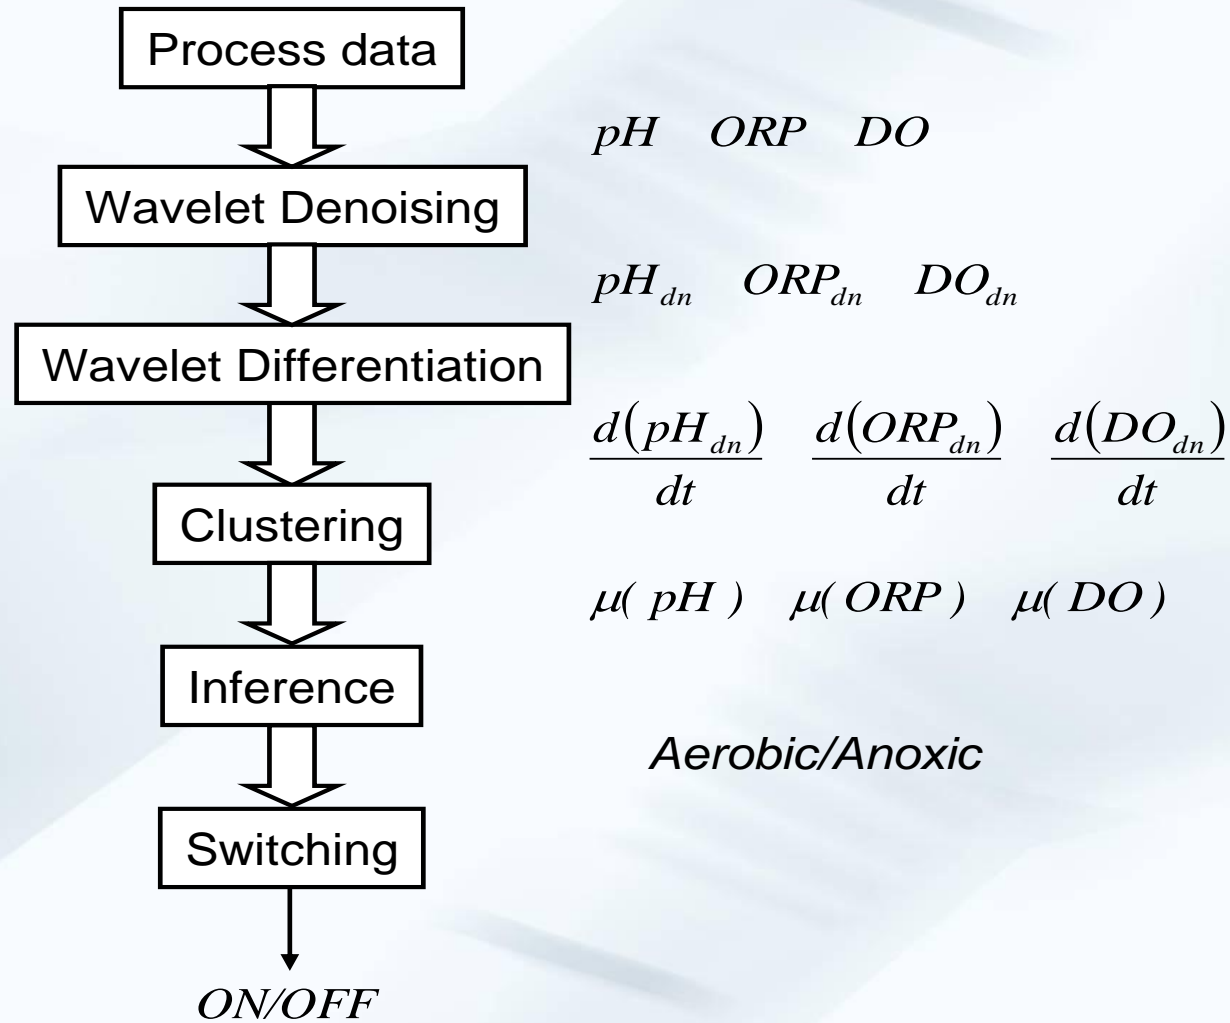 Process data
pH ORP DO
Wavelet Denoising
pH_dn ORP_dn DO_dn
Wavelet Differentiation
d(pH_dn)/dt d(ORP_dn)/dt d(DO_dn)/dt
Clustering
μ( pH ) μ( ORP ) μ( DO )
Inference
Aerobic/Anoxic
Switching
ON/OFF